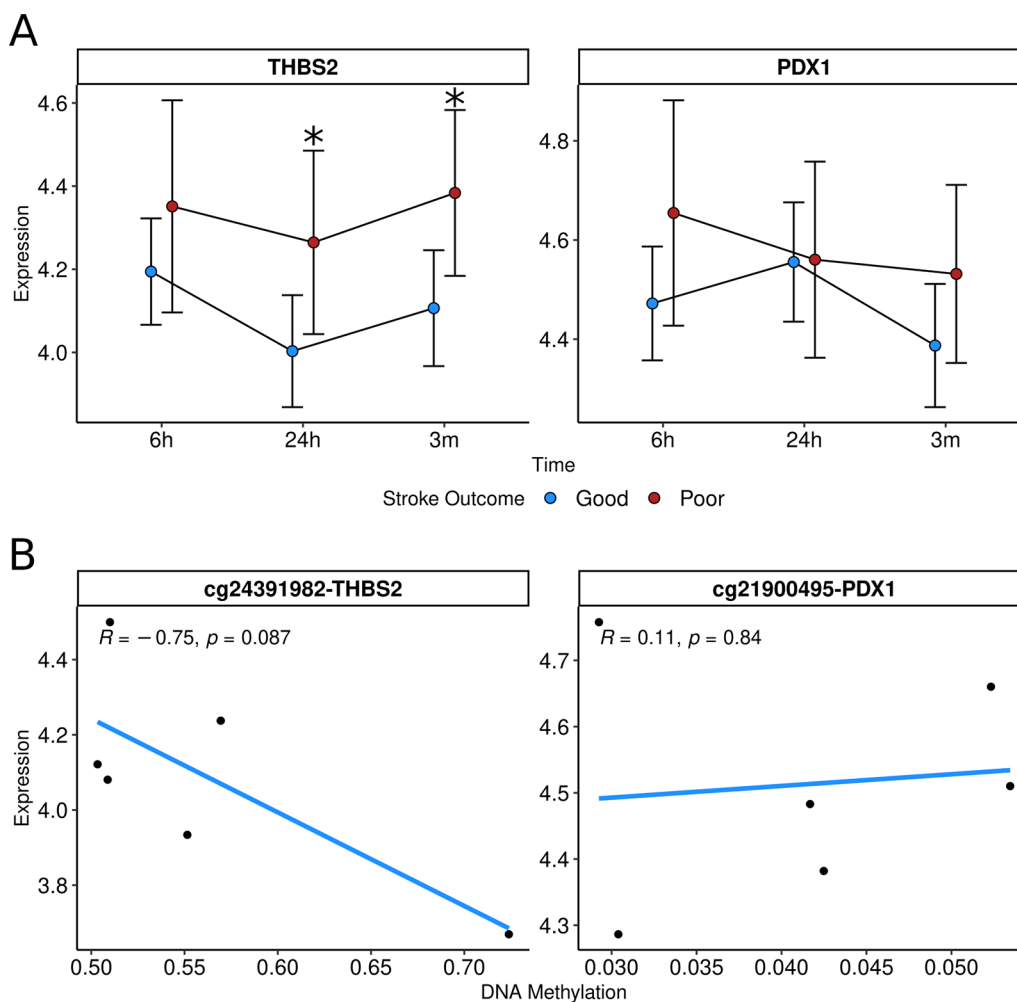 A
THBS2 PDX1
Expression
4.6
4.4
4.2
4.0
4.8
4.6
4.4
* *
6h 24h 3m 6h 24h 3m
Time
Stroke Outcome Good Poor
B
cg24391982-THBS2 cg21900495-PDX1
R = −0.75, p = 0.087 R = 0.11, p = 0.84
Expression
4.4
4.2
4.0
3.8
4.7
4.6
4.5
4.4
4.3
0.50 0.55 0.60 0.65 0.70 0.030 0.035 0.040 0.045 0.050
DNA Methylation